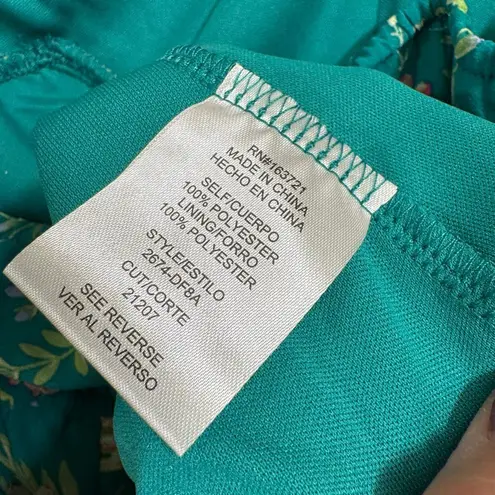 RN#163721
MADE IN CHINA
HECHO EN CHINA
SELF/CUERPO
100% POLYESTER
LINING/FORRO
100% POLYESTER
STYLE/ESTILO
2674-DF8A
CUT/CORTE
21207
SEE REVERSE
VER AL REVERSO